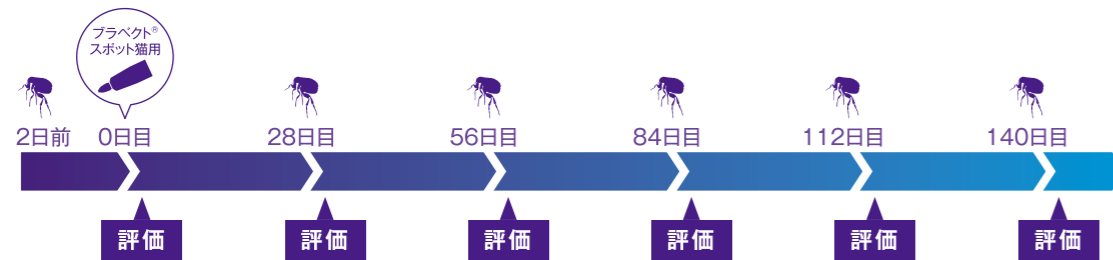 ブラベクト®
スポット猫用
2日前 0日目 28日目 56日目 84日目 112日目 140日目
評価 評価 評価 評価 評価 評価